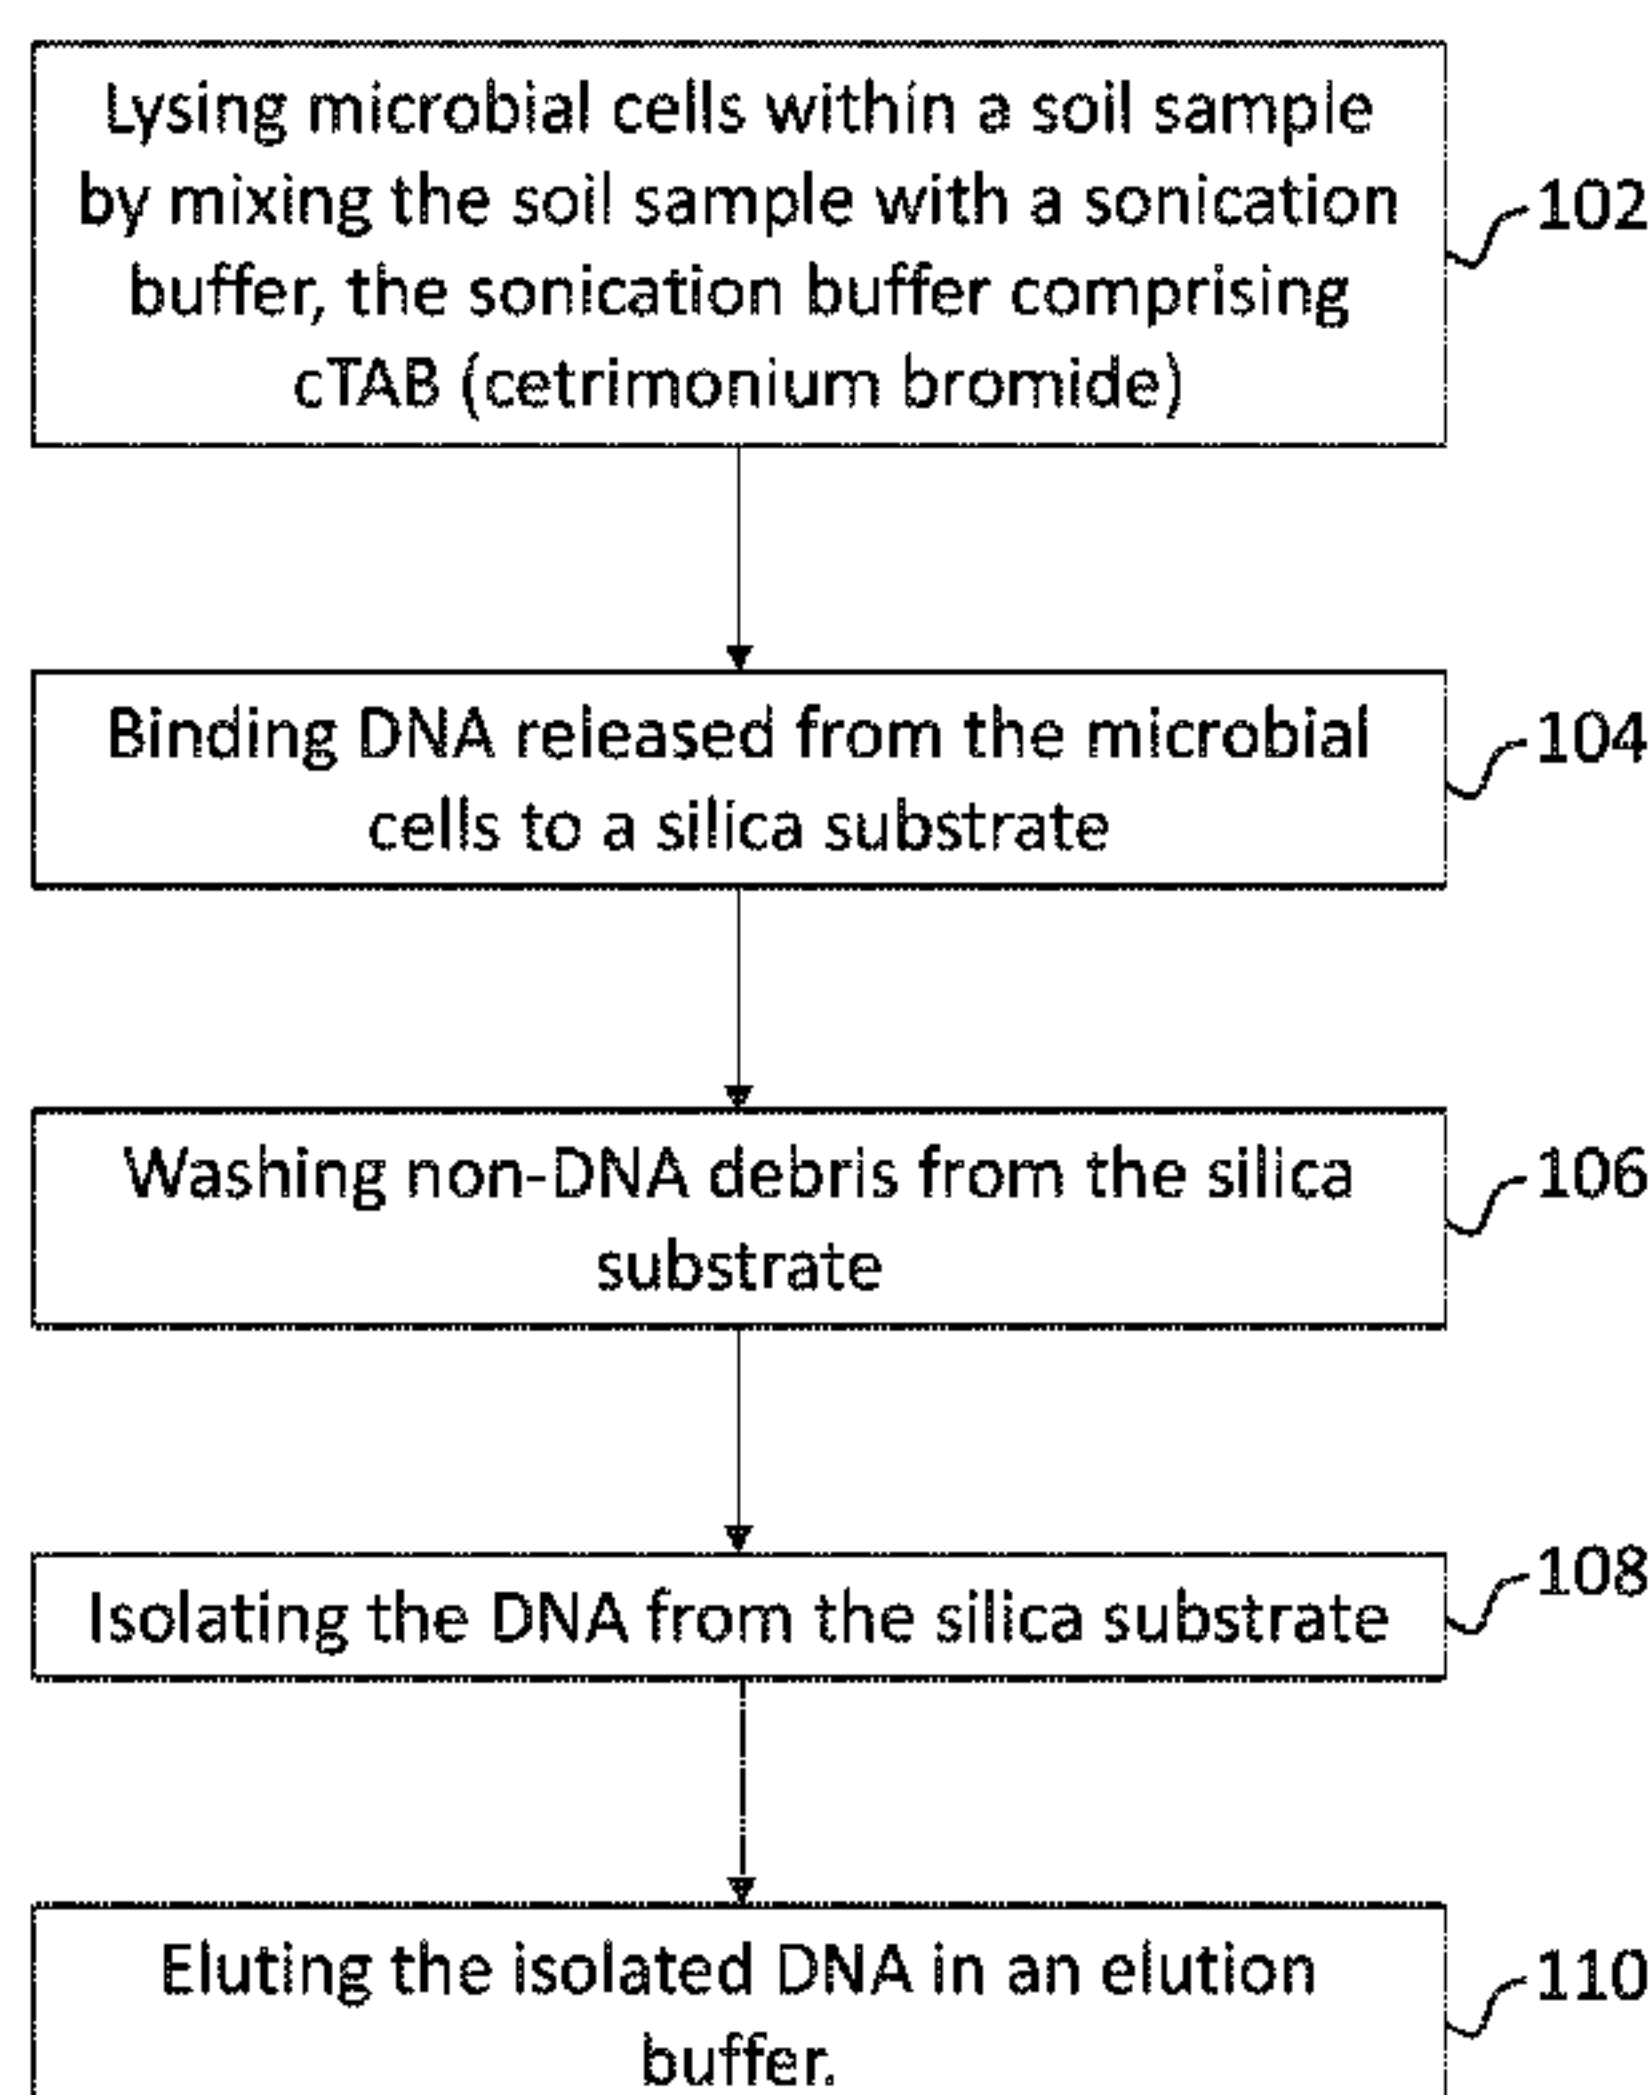 Lysing microbial cells within a soil sample
by mixing the soil sample with a sonication
buffer, the sonication buffer comprising
cTAB (cetrimonium bromide)
102
Binding DNA released from the microbial
cells to a silica substrate
104
Washing non-DNA debris from the silica
substrate
106
Isolating the DNA from the silica substrate
108
Eluting the isolated DNA in an elution
buffer.
110